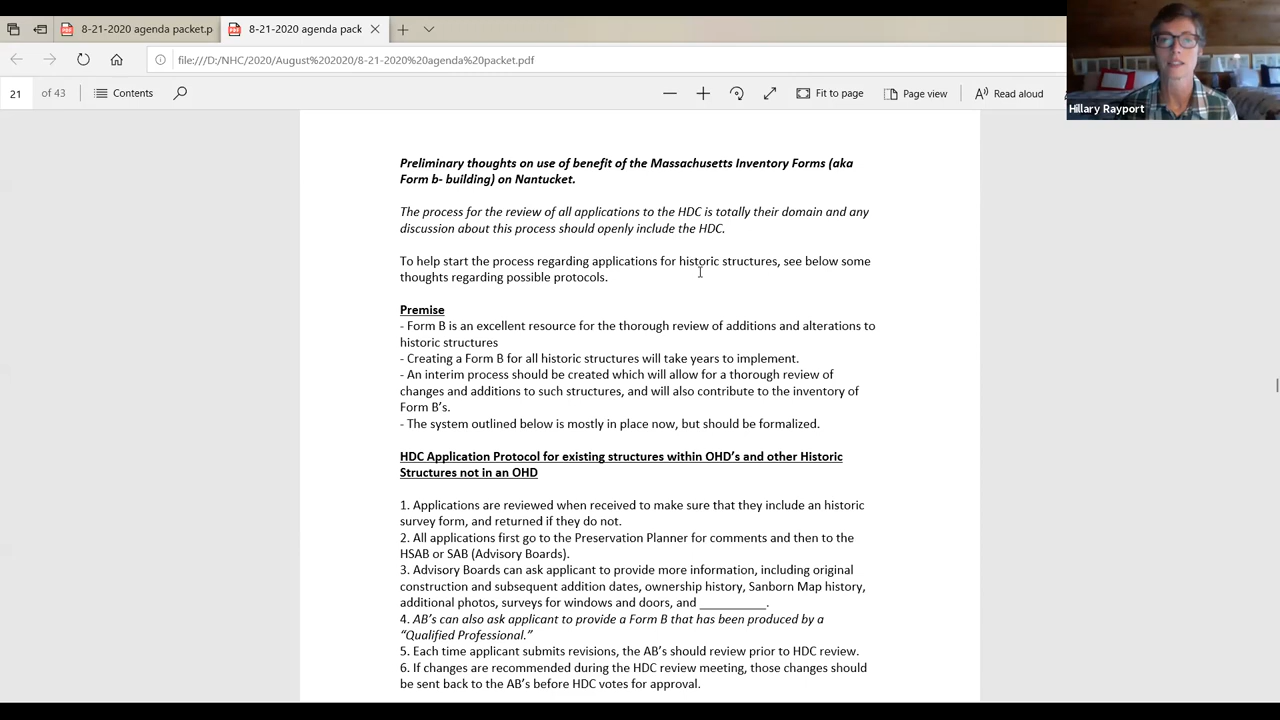 8-21-2020 agenda packet.p
8-21-2020 agenda pack
file:///D:/NHC/2020/August%202020/8-21-2020%20agenda%20packet.pdf
21 of 43 Contents Fit to page Page view Read aloud
Hillary Rayport
Preliminary thoughts on use of benefit of the Massachusetts Inventory Forms (aka
Form b- building) on Nantucket.
The process for the review of all applications to the HDC is totally their domain and any
discussion about this process should openly include the HDC.
To help start the process regarding applications for historic structures, see below some
thoughts regarding possible protocols.
Premise
- Form B is an excellent resource for the thorough review of additions and alterations to
historic structures
- Creating a Form B for all historic structures will take years to implement.
- An interim process should be created which will allow for a thorough review of
changes and additions to such structures, and will also contribute to the inventory of
Form B's.
- The system outlined below is mostly in place now, but should be formalized.
HDC Application Protocol for existing structures within OHD's and other Historic
Structures not in an OHD
1. Applications are reviewed when received to make sure that they include an historic
survey form, and returned if they do not.
2. All applications first go to the Preservation Planner for comments and then to the
HSAB or SAB (Advisory Boards).
3. Advisory Boards can ask applicant to provide more information, including original
construction and subsequent addition dates, ownership history, Sanborn Map history,
additional photos, surveys for windows and doors, and __________.
4. AB's can also ask applicant to provide a Form B that has been produced by a
“Qualified Professional.”
5. Each time applicant submits revisions, the AB's should review prior to HDC review.
6. If changes are recommended during the HDC review meeting, those changes should
be sent back to the AB's before HDC votes for approval.